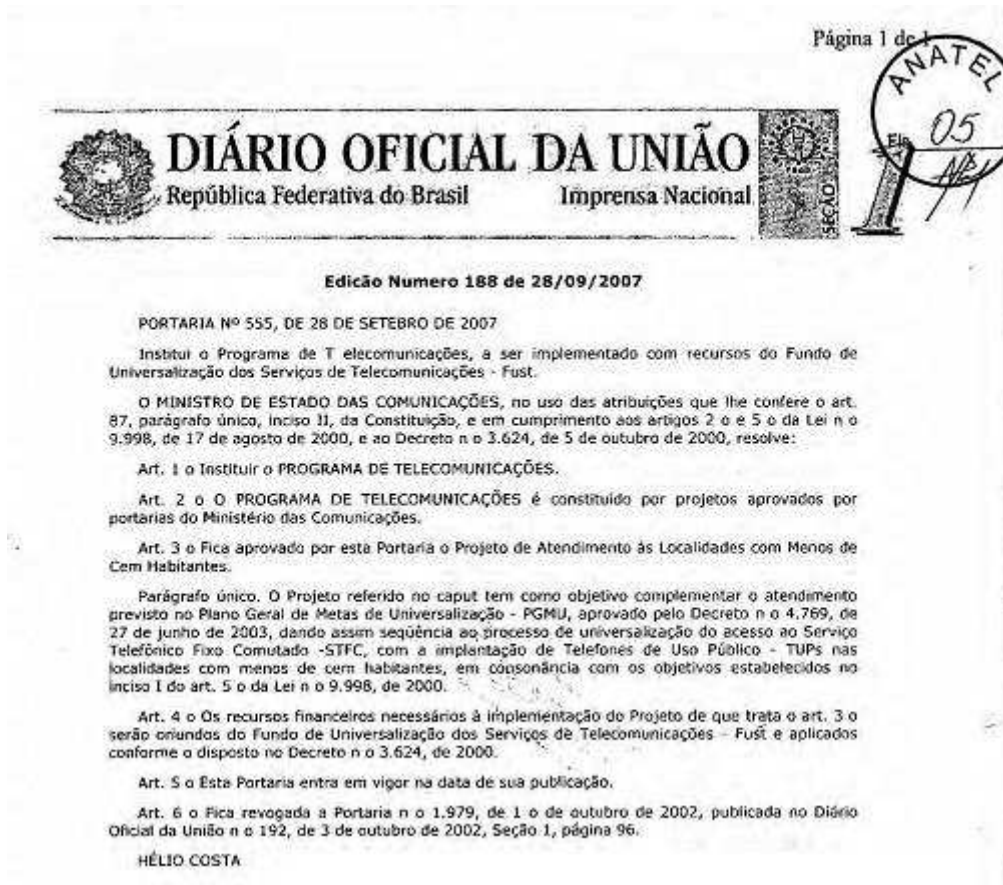 Página 1 de 1
ANATEL
Fls
05
DIÁRIO OFICIAL DA UNIÃO
República Federativa do Brasil Imprensa Nacional
SEÇÃO
1
Edicão Numero 188 de 28/09/2007
PORTARIA Nº 555, DE 28 DE SETEBRO DE 2007
Institui o Programa de T elecomunicações, a ser implementado com recursos do Fundo de
Universalização dos Serviços de Telecomunicações - Fust.
O MINISTRO DE ESTADO DAS COMUNICAÇÕES, no uso das atribuições que lhe confere o art.
87, parágrafo único, inciso II, da Constituição, e em cumprimento aos artigos 2 o e 5 o da Lei n o
9.998, de 17 de agosto de 2000, e ao Decreto n o 3.624, de 5 de outubro de 2000, resolve:
Art. 1 o Instituir o PROGRAMA DE TELECOMUNICAÇÕES.
Art. 2 o O PROGRAMA DE TELECOMUNICAÇÕES é constituído por projetos aprovados por
portarias do Ministério das Comunicações.
Art. 3 o Fica aprovado por esta Portaria o Projeto de Atendimento às Localidades com Menos de
Cem Habitantes.
Parágrafo único. O Projeto referido no caput tem como objetivo complementar o atendimento
previsto no Plano Geral de Metas de Universalização - PGMU, aprovado pelo Decreto n o 4.769, de
27 de junho de 2003, dando assim seqüência ao processo de universalização do acesso ao Serviço
Telefônico Fixo Comutado -STFC, com a implantação de Telefones de Uso Público - TUPs nas
localidades com menos de cem habitantes, em consonância com os objetivos estabelecidos no
inciso I do art. 5 o da Lei n o 9.998, de 2000.
Art. 4 o Os recursos financeiros necessários à implementação do Projeto de que trata o art. 3 o
serão oriundos do Fundo de Universalização dos Serviços de Telecomunicações - Fust e aplicados
conforme o disposto no Decreto n o 3.624, de 2000.
Art. 5 o Esta Portaria entra em vigor na data de sua publicação.
Art. 6 o Fica revogada a Portaria n o 1.979, de 1 o de outubro de 2002, publicada no Diário
Oficial da União n o 192, de 3 de outubro de 2002, Seção 1, página 96.
HÉLIO COSTA